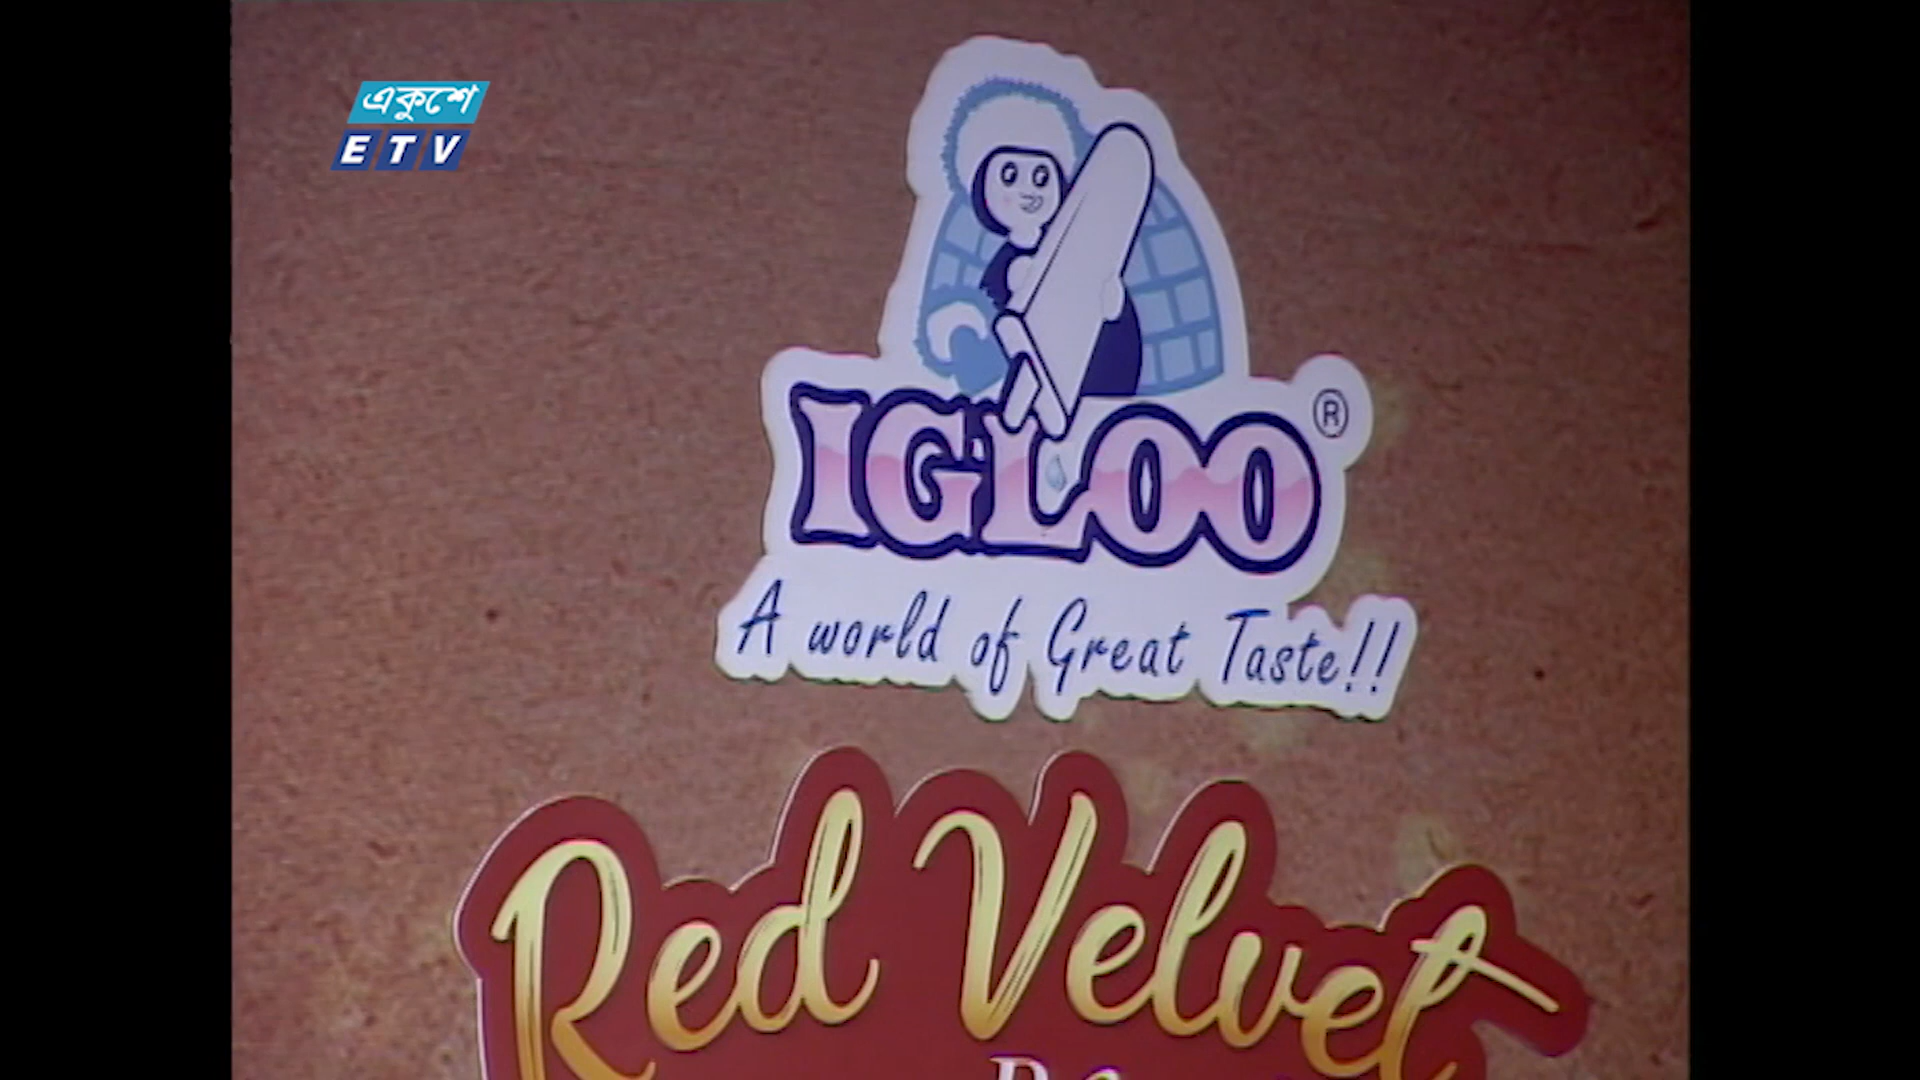 একুশে
ETV
IGLOO ®
A world of Great Taste!!
Red Velvet